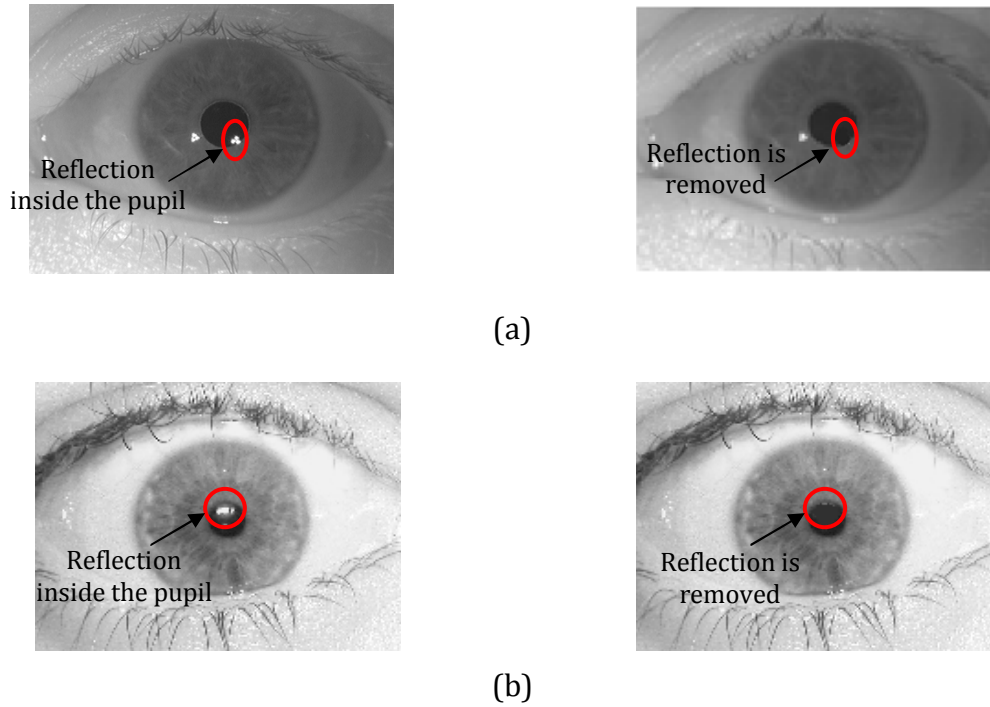 Reflection
inside the pupil
Reflection is
removed
(a)
Reflection
inside the pupil
Reflection is
removed
(b)